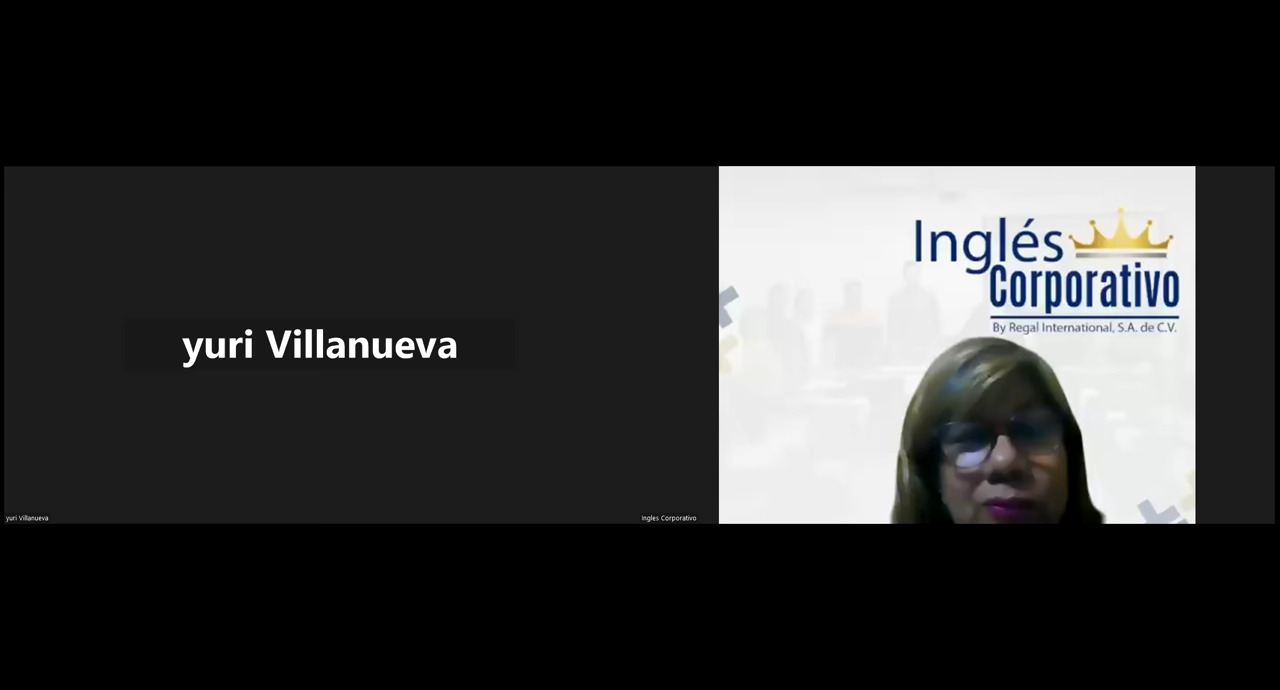 yuri Villanueva
yuri Villanueva
Ingles Corporativo
Inglés
Corporativo
By Regal International, S.A. de C.V.